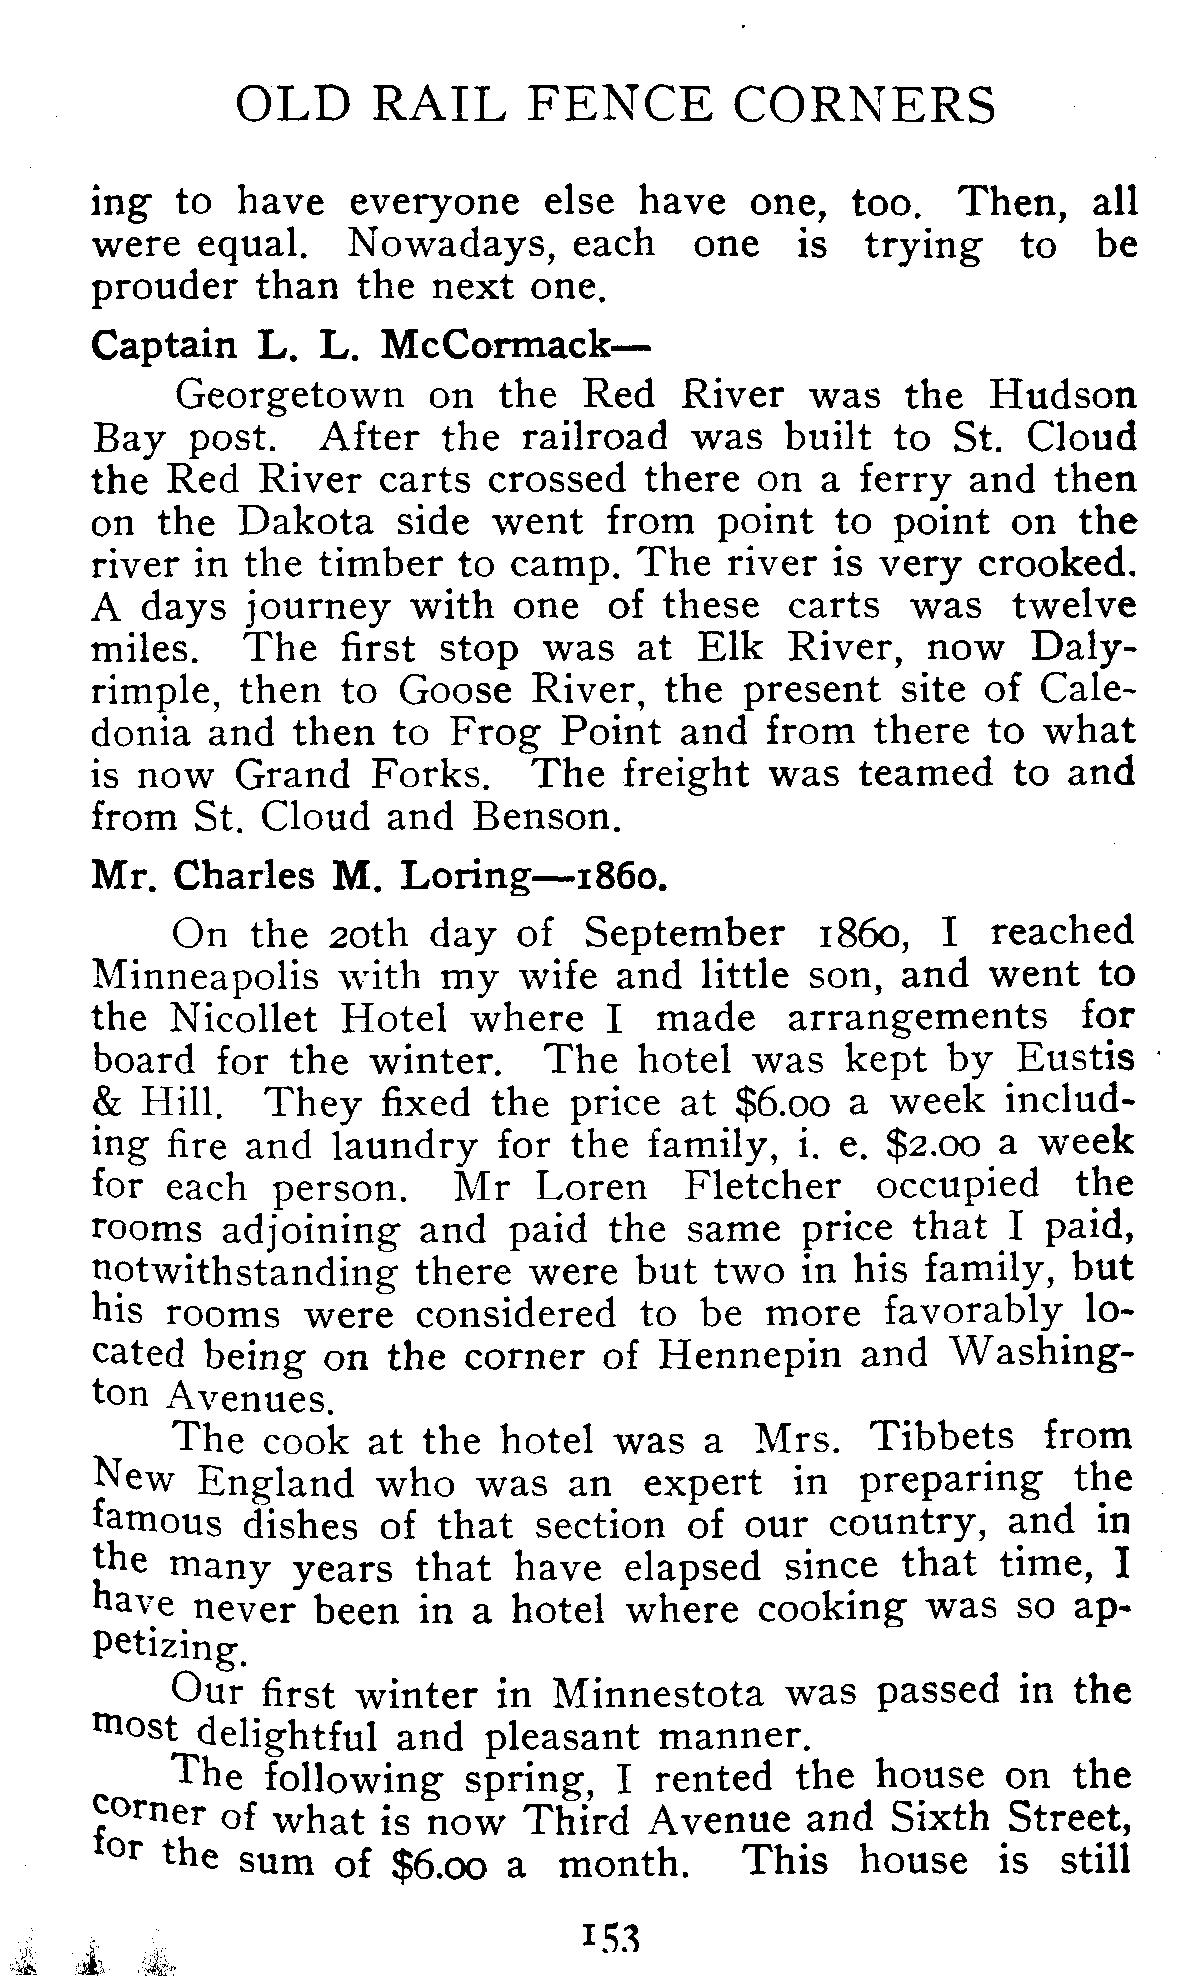 OLD RAIL FENCE CORNERS
ing to have everyone else have one, too. Then, all
were equal. Nowadays, each one is trying to be
prouder than the next one.
Captain L. L. McCormack—
Georgetown on the Red River was the Hudson
Bay post. After the railroad was built to St. Cloud
the Red River carts crossed there on a ferry and then
on the Dakota side went from point to point on the
river in the timber to camp. The river is very crooked.
A days journey with one of these carts was twelve
miles. The first stop was at Elk River, now Daly-
rimple, then to Goose River, the present site of Cale-
donia and then to Frog Point and from there to what
is now Grand Forks. The freight was teamed to and
from St. Cloud and Benson.
Mr. Charles M. Loring—1860.
On the 20th day of September 1860, I reached
Minneapolis with my wife and little son, and went to
the Nicollet Hotel where I made arrangements for
board for the winter. The hotel was kept by Eustis
& Hill. They fixed the price at $6.00 a week includ-
ing fire and laundry for the family, i. e. $2.00 a week
for each person. Mr Loren Fletcher occupied the
rooms adjoining and paid the same price that I paid,
notwithstanding there were but two in his family, but
his rooms were considered to be more favorably lo-
cated being on the corner of Hennepin and Washing-
ton Avenues.
The cook at the hotel was a Mrs. Tibbets from
New England who was an expert in preparing the
famous dishes of that section of our country, and in
the many years that have elapsed since that time, I
have never been in a hotel where cooking was so ap-
petizing.
Our first winter in Minnestota was passed in the
most delightful and pleasant manner.
The following spring, I rented the house on the
corner of what is now Third Avenue and Sixth Street,
for the sum of $6.00 a month. This house is still
153